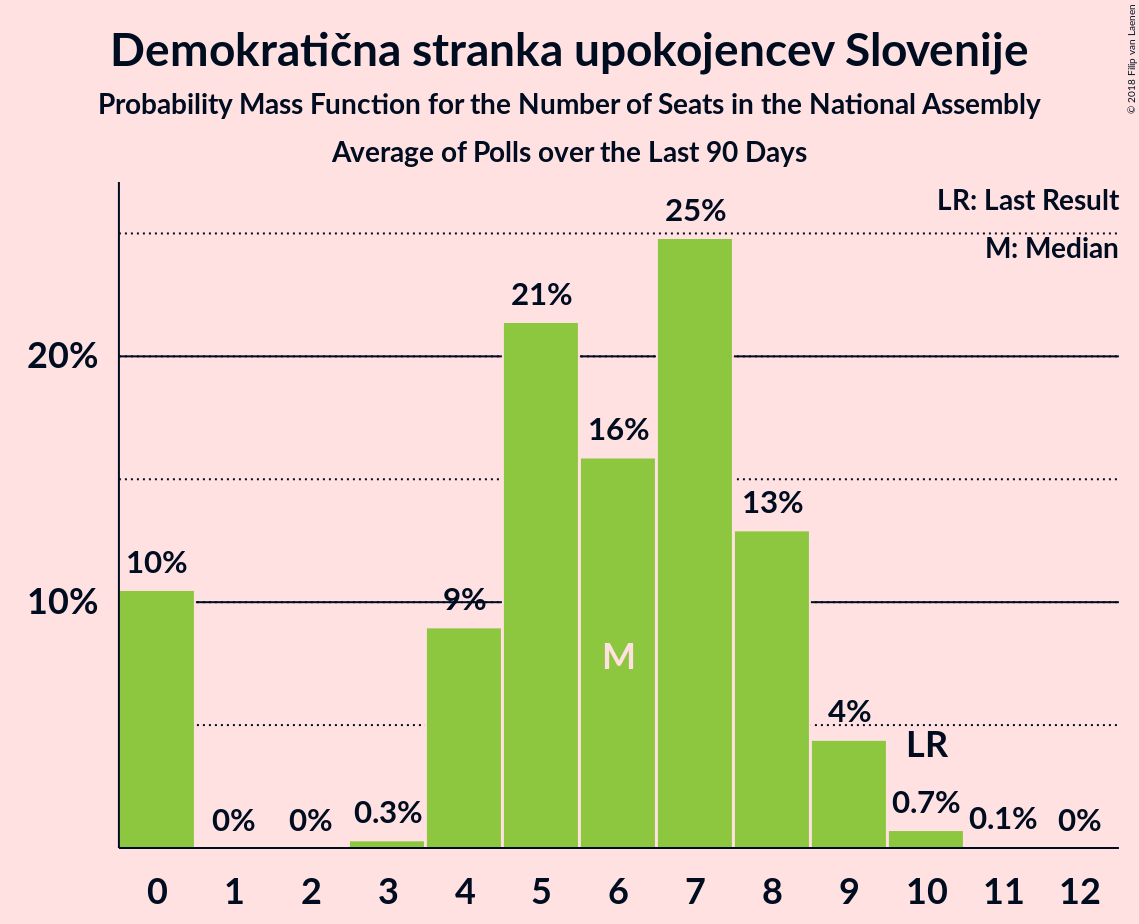 Demokratična stranka upokojencev Slovenije
Probability Mass Function for the Number of Seats in the National Assembly
Average of Polls over the Last 90 Days
© 2018 Filip van Laenen
LR: Last Result
M: Median
25%
21%
20%
16%
13%
10%
10%
9%
M
4%
LR
0%
0%
0.3%
0.7%
0.1%
0%
0 1 2 3 4 5 6 7 8 9 10 11 12